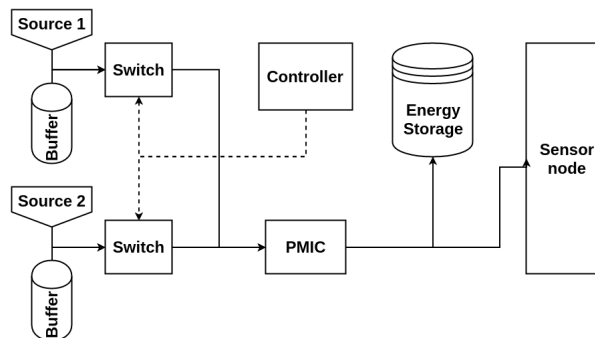 Source 1
Switch
Controller
Buffer
Energy
Storage
Sensor
node
Source 2
Switch
PMIC
Buffer